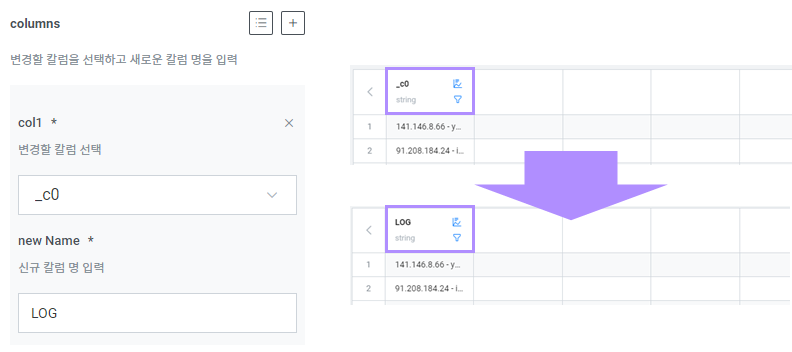 columns
변경할 칼럼을 선택하고 새로운 칼럼 명을 입력
col1 *
변경할 칼럼 선택
_c0
new Name *
신규 칼럼 명 입력
LOG
_c0
string
1 141.146.8.66 - y...
2 91.208.184.24 - i...
LOG
string
1 141.146.8.66 - y...
2 91.208.184.24 - i...